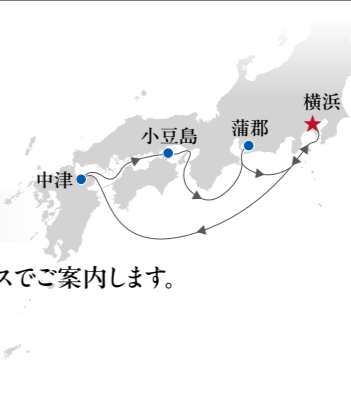 横浜
蒲郡
小豆島
中津
スでご案内します。